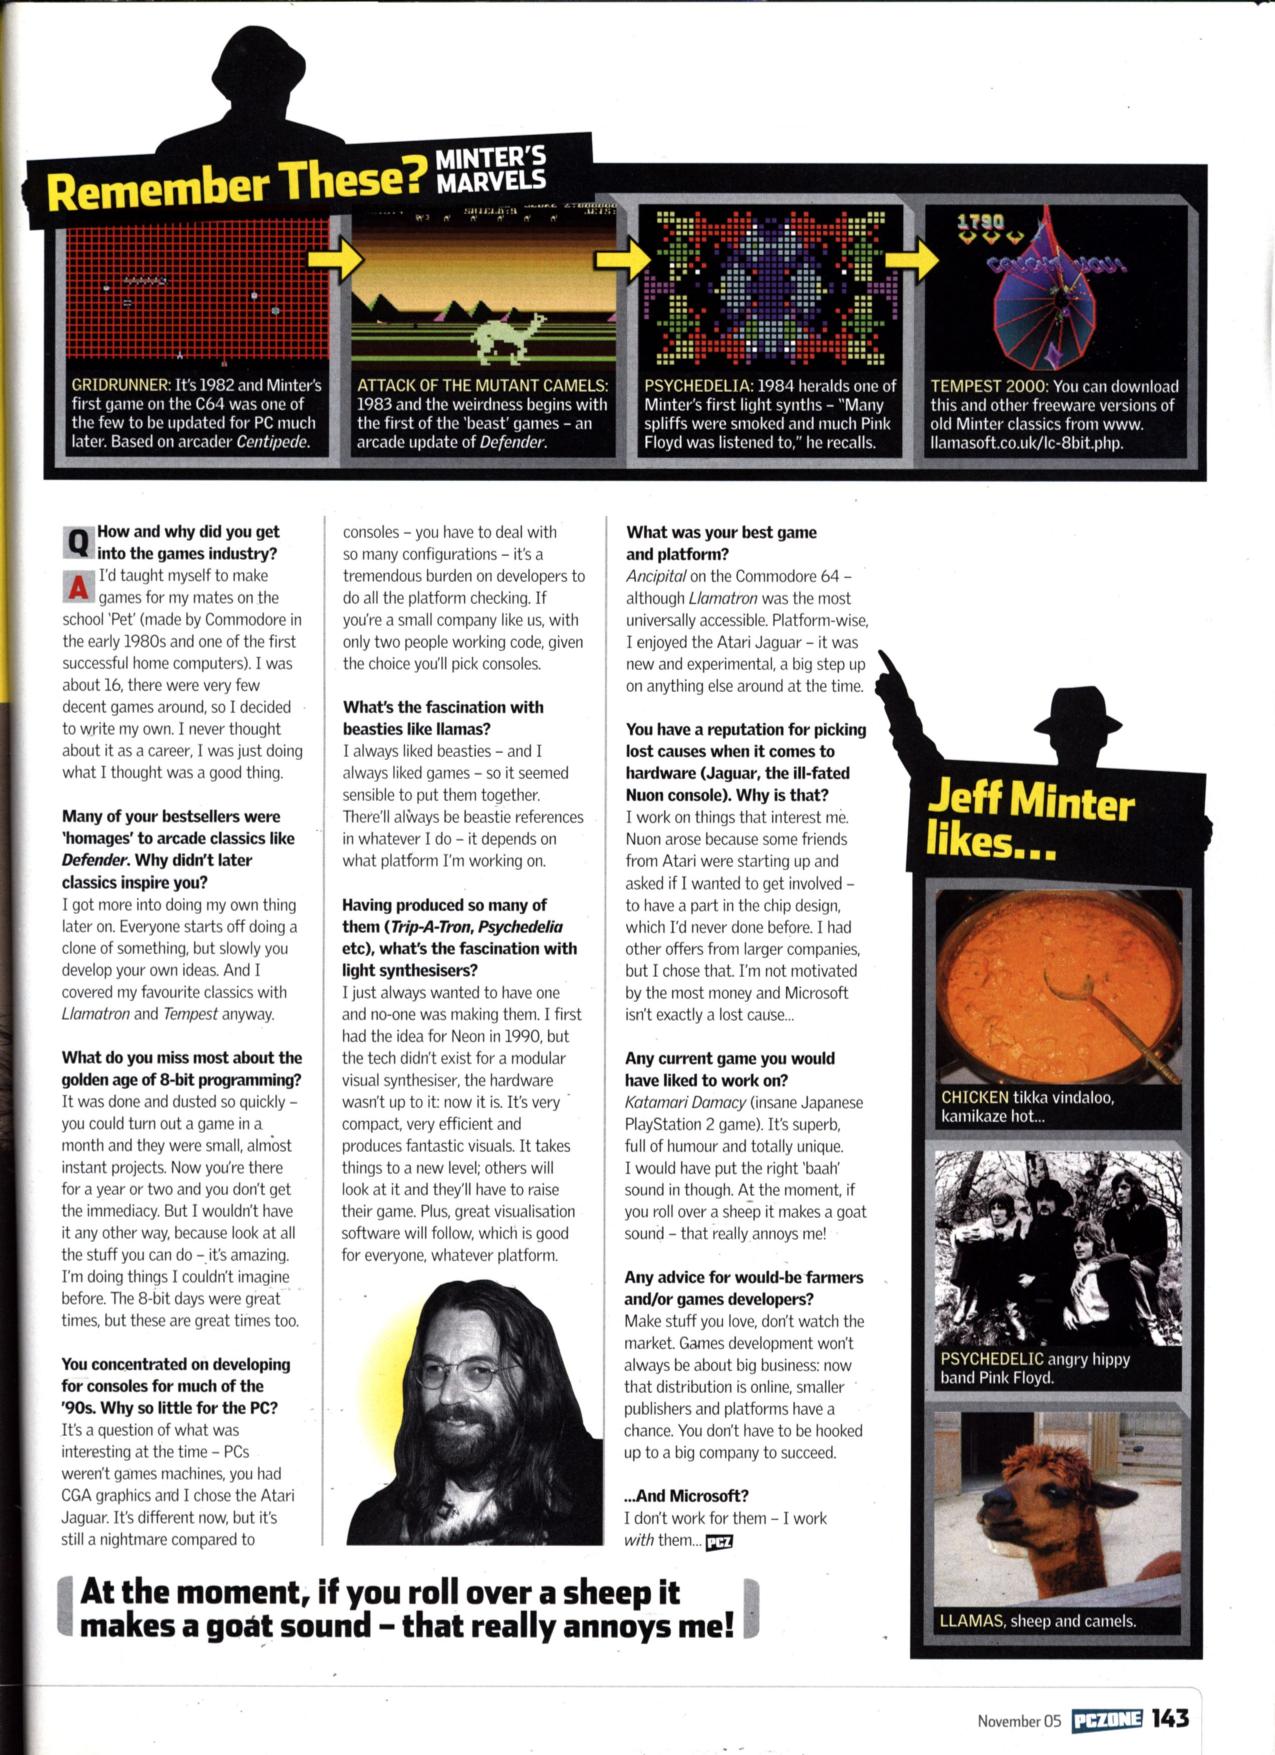 Remember These? MINTER'S
MARVELS
SHIELD:9
JETS:
1790
GRIDRUNNER: It's 1982 and Minter's
first game on the C64 was one of
the few to be updated for PC much
later. Based on arcader Centipede.
ATTACK OF THE MUTANT CAMELS:
1983 and the weirdness begins with
the first of the 'beast' games – an
arcade update of Defender.
PSYCHEDELIA: 1984 heralds one of
Minter's first light synths – "Many
spliffs were smoked and much Pink
Floyd was listened to," he recalls.
TEMPEST 2000: You can download
this and other freeware versions of
old Minter classics from www.
llamasoft.co.uk/lc-8bit.php.
Q How and why did you get
into the games industry?
A I'd taught myself to make
games for my mates on the
school 'Pet' (made by Commodore in
the early 1980s and one of the first
successful home computers). I was
about 16, there were very few
decent games around, so I decided
to write my own. I never thought
about it as a career, I was just doing
what I thought was a good thing.
Many of your bestsellers were
'homages' to arcade classics like
Defender. Why didn't later
classics inspire you?
I got more into doing my own thing
later on. Everyone starts off doing a
clone of something, but slowly you
develop your own ideas. And I
covered my favourite classics with
Llamatron and Tempest anyway.
What do you miss most about the
golden age of 8-bit programming?
It was done and dusted so quickly –
you could turn out a game in a
month and they were small, almost
instant projects. Now you're there
for a year or two and you don't get
the immediacy. But I wouldn't have
it any other way, because look at all
the stuff you can do – it's amazing.
I'm doing things I couldn't imagine
before. The 8-bit days were great
times, but these are great times too.
You concentrated on developing
for consoles for much of the
'90s. Why so little for the PC?
It's a question of what was
interesting at the time – PCs
weren't games machines, you had
CGA graphics and I chose the Atari
Jaguar. It's different now, but it's
still a nightmare compared to
consoles – you have to deal with
so many configurations – it's a
tremendous burden on developers to
do all the platform checking. If
you're a small company like us, with
only two people working code, given
the choice you'll pick consoles.
What's the fascination with
beasties like llamas?
I always liked beasties – and I
always liked games – so it seemed
sensible to put them together.
There'll always be beastie references
in whatever I do – it depends on
what platform I'm working on.
Having produced so many of
them (Trip-A-Tron, Psychedelia
etc), what's the fascination with
light synthesisers?
I just always wanted to have one
and no-one was making them. I first
had the idea for Neon in 1990, but
the tech didn't exist for a modular
visual synthesiser, the hardware
wasn't up to it: now it is. It's very
compact, very efficient and
produces fantastic visuals. It takes
things to a new level; others will
look at it and they'll have to raise
their game. Plus, great visualisation
software will follow, which is good
for everyone, whatever platform.
What was your best game
and platform?
Ancipital on the Commodore 64 –
although Llamatron was the most
universally accessible. Platform-wise,
I enjoyed the Atari Jaguar – it was
new and experimental, a big step up
on anything else around at the time.
You have a reputation for picking
lost causes when it comes to
hardware (Jaguar, the ill-fated
Nuon console). Why is that?
I work on things that interest me.
Nuon arose because some friends
from Atari were starting up and
asked if I wanted to get involved –
to have a part in the chip design,
which I'd never done before. I had
other offers from larger companies,
but I chose that. I'm not motivated
by the most money and Microsoft
isn't exactly a lost cause...
Any current game you would
have liked to work on?
Katamari Damacy (insane Japanese
PlayStation 2 game). It's superb,
full of humour and totally unique.
I would have put the right 'baah'
sound in though. At the moment, if
you roll over a sheep it makes a goat
sound – that really annoys me!
Any advice for would-be farmers
and/or games developers?
Make stuff you love, don't watch the
market. Games development won't
always be about big business: now
that distribution is online, smaller
publishers and platforms have a
chance. You don't have to be hooked
up to a big company to succeed.
...And Microsoft?
I don't work for them – I work
with them... PCZ
At the moment, if you roll over a sheep it
makes a goat sound – that really annoys me!
Jeff Minter
likes...
CHICKEN tikka vindaloo,
kamikaze hot...
PSYCHEDELIC angry hippy
band Pink Floyd.
LLAMAS, sheep and camels.
November 05 PCZONE 143